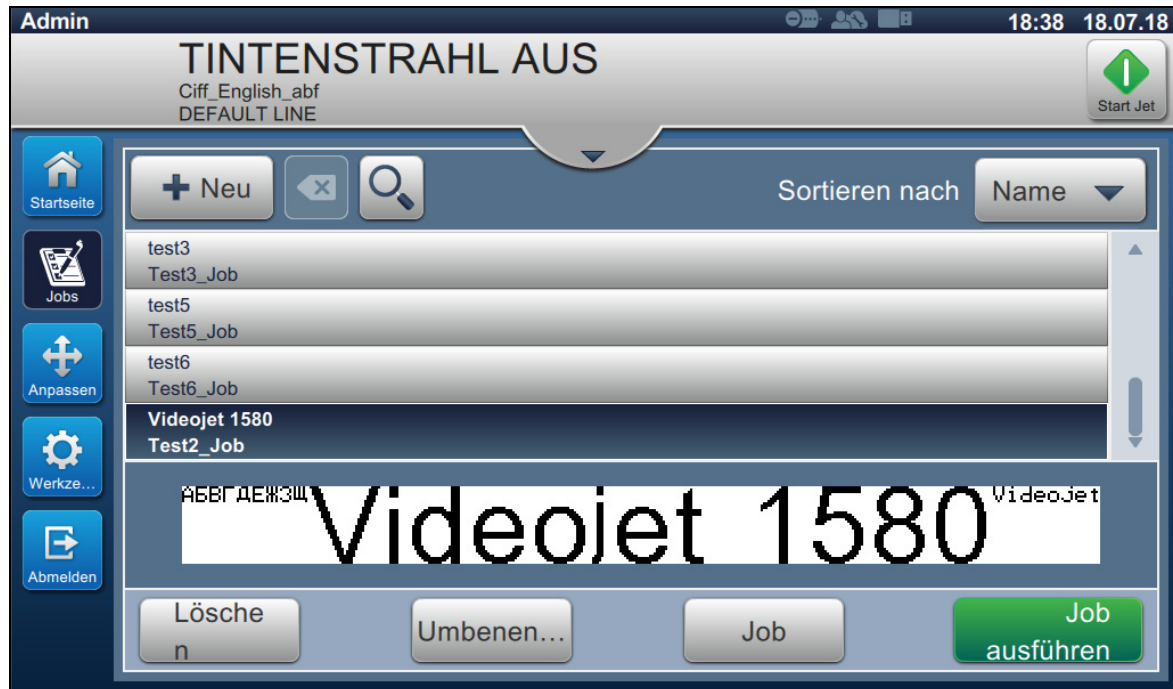 Admin
18:38 18.07.18
TINTENSTRAHL AUS
Ciff_English_abf
DEFAULT LINE
Start Jet
Startseite
Jobs
Anpassen
Werkze...
Abmelden
Neu
Sortieren nach
Name
test3
Test3_Job
test5
Test5_Job
test6
Test6_Job
Videojet 1580
Test2_Job
АБВГДЕЖЗЩ Videojet 1580 Videojet
Lösche
n
Umbenen...
Job
Job
ausführen